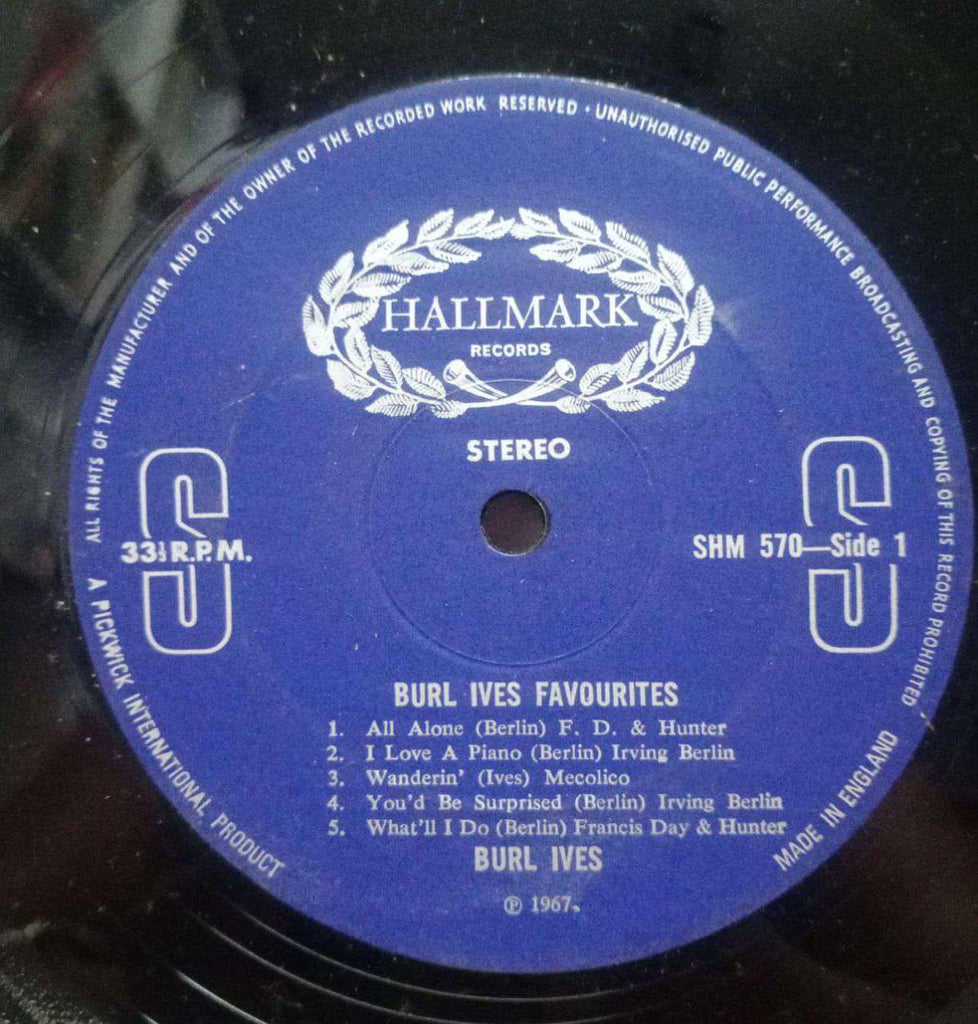 ALL RIGHTS OF THE MANUFACTURER AND OF THE OWNER OF THE RECORDED WORK RESERVED · UNAUTHORISED PUBLIC PERFORMANCE BROADCASTING AND COPYING OF THIS RECORD PROHIBITED
HALLMARK
RECORDS
STEREO
33⅓ R.P.M.
SHM 570—Side 1
BURL IVES FAVOURITES
1. All Alone (Berlin) F. D. & Hunter
2. I Love A Piano (Berlin) Irving Berlin
3. Wanderin' (Ives) Mecolico
4. You'd Be Surprised (Berlin) Irving Berlin
5. What'll I Do (Berlin) Francis Day & Hunter
BURL IVES
℗ 1967.
A PICKWICK INTERNATIONAL PRODUCT
MADE IN ENGLAND